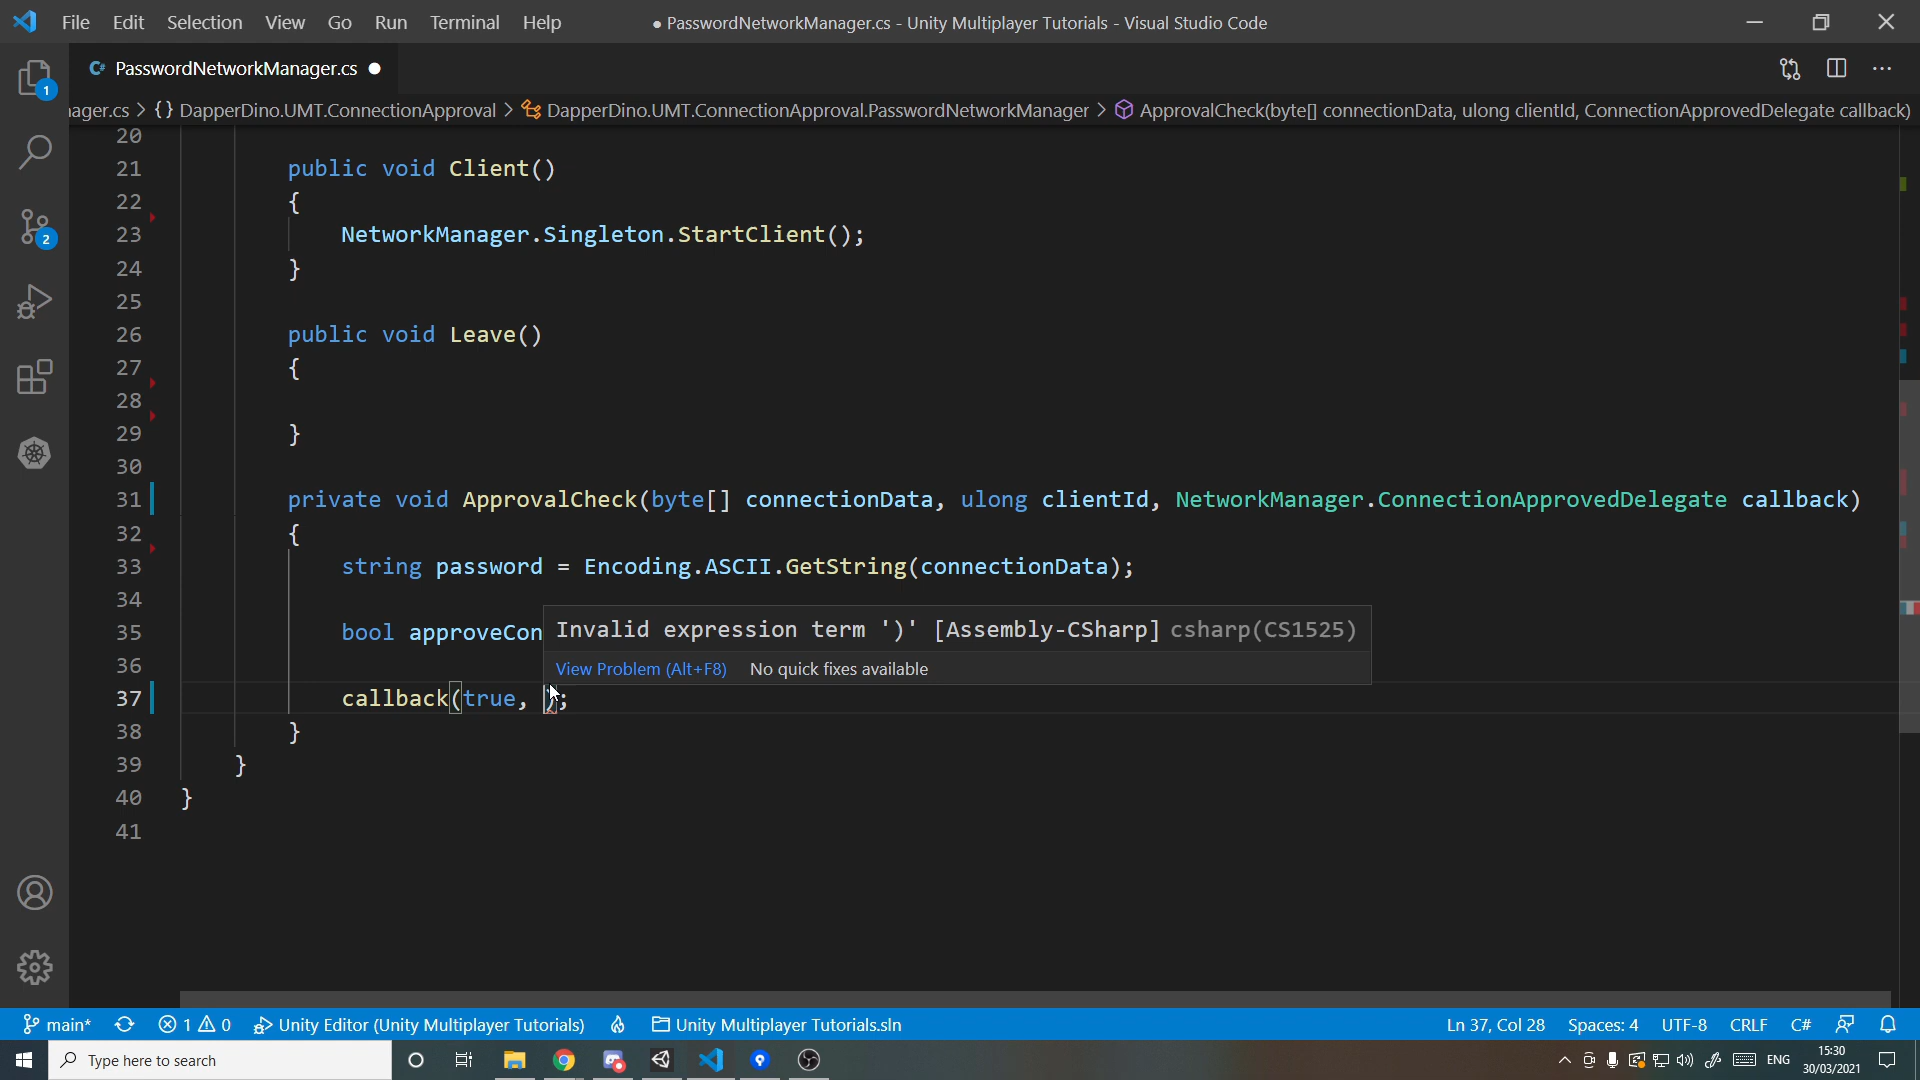 File Edit Selection View Go Run Terminal Help
● PasswordNetworkManager.cs - Unity Multiplayer Tutorials - Visual Studio Code
1
C# PasswordNetworkManager.cs ●
ager.cs > {} DapperDino.UMT.ConnectionApproval > DapperDino.UMT.ConnectionApproval.PasswordNetworkManager > ApprovalCheck(byte[] connectionData, ulong clientId, ConnectionApprovedDelegate callback)
20
21 public void Client()
22 {
2
23 NetworkManager.Singleton.StartClient();
24 }
25
26 public void Leave()
27 {
28
29 }
30
31 private void ApprovalCheck(byte[] connectionData, ulong clientId, NetworkManager.ConnectionApprovedDelegate callback)
32 {
33 string password = Encoding.ASCII.GetString(connectionData);
34
35 bool approveCon
Invalid expression term ')' [Assembly-CSharp] csharp(CS1525)
36
View Problem (Alt+F8) No quick fixes available
37 callback(true, );
38 }
39 }
40 }
41
main* 1 0 Unity Editor (Unity Multiplayer Tutorials) Unity Multiplayer Tutorials.sln Ln 37, Col 28 Spaces: 4 UTF-8 CRLF C#
Type here to search
ENG
15:30
30/03/2021